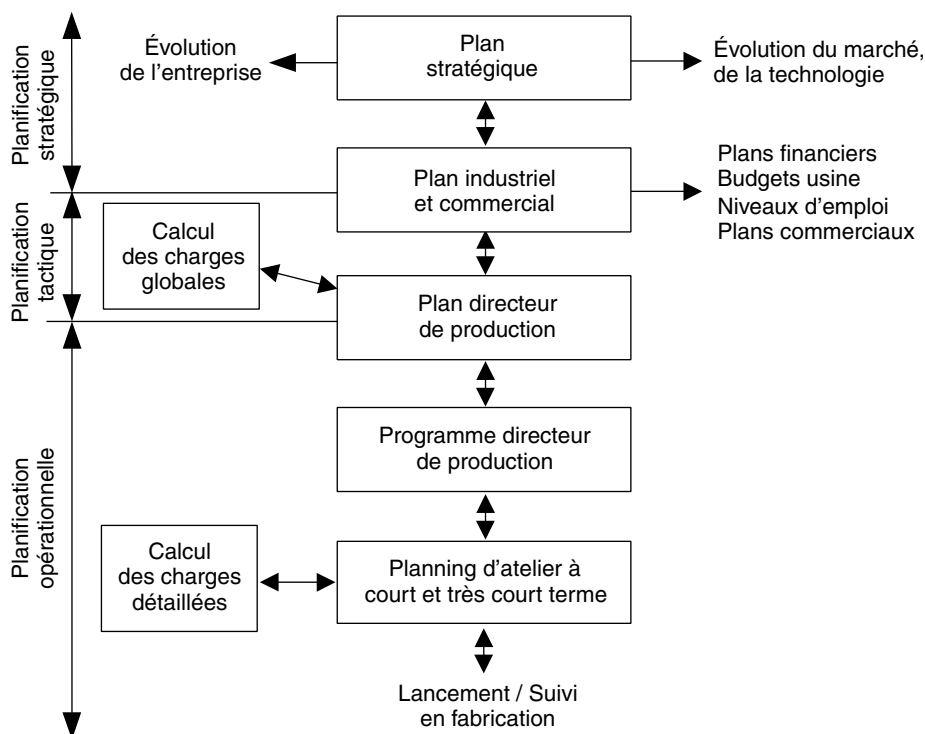 Planification
stratégique
Évolution
de l'entreprise
Plan
stratégique
Évolution du marché,
de la technologie
Plan industriel
et commercial
Plans financiers
Budgets usine
Niveaux d'emploi
Plans commerciaux
Planification
tactique
Calcul
des charges
globales
Plan directeur
de production
Planification
opérationnelle
Programme directeur
de production
Calcul
des charges
détaillées
Planning d'atelier à
court et très court terme
Lancement / Suivi
en fabrication